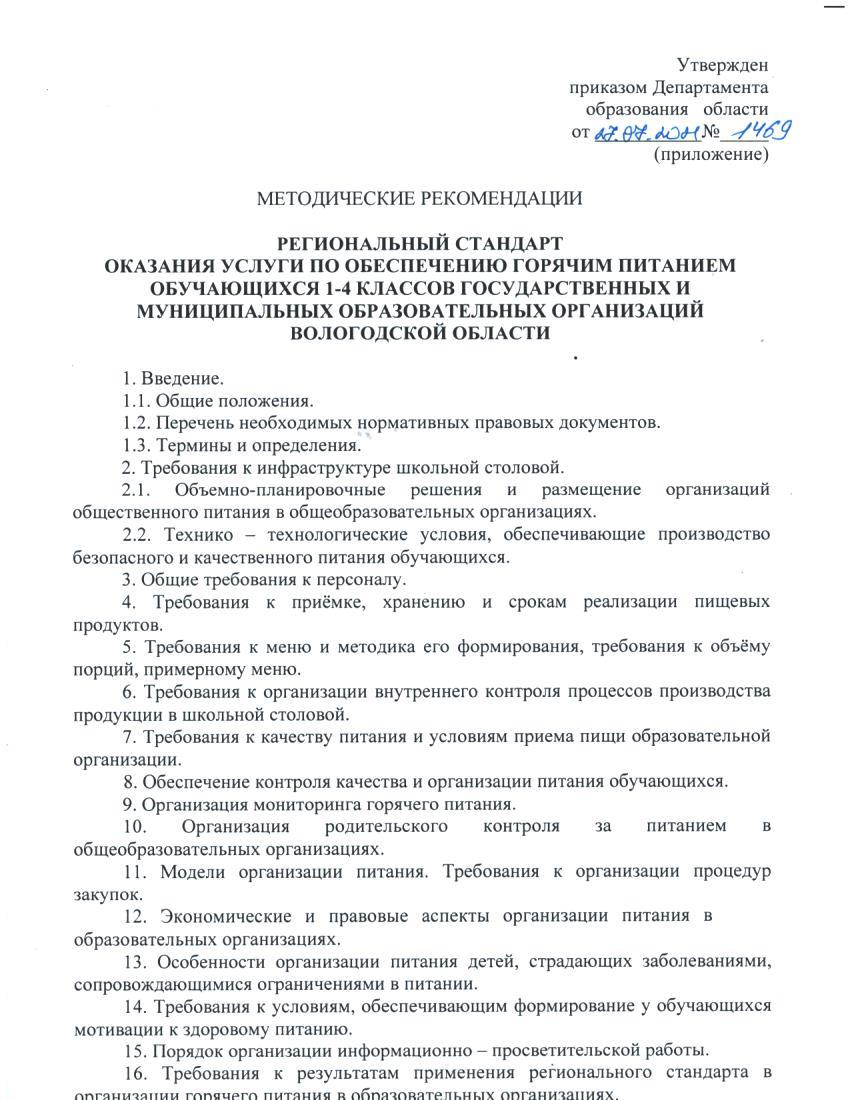 Утвержден
приказом Департамента
образования области
от 27.07.2021 № 1469
(приложение)
МЕТОДИЧЕСКИЕ РЕКОМЕНДАЦИИ
РЕГИОНАЛЬНЫЙ СТАНДАРТ
ОКАЗАНИЯ УСЛУГИ ПО ОБЕСПЕЧЕНИЮ ГОРЯЧИМ ПИТАНИЕМ
ОБУЧАЮЩИХСЯ 1-4 КЛАССОВ ГОСУДАРСТВЕННЫХ И
МУНИЦИПАЛЬНЫХ ОБРАЗОВАТЕЛЬНЫХ ОРГАНИЗАЦИЙ
ВОЛОГОДСКОЙ ОБЛАСТИ
1. Введение.
1.1. Общие положения.
1.2. Перечень необходимых нормативных правовых документов.
1.3. Термины и определения.
2. Требования к инфраструктуре школьной столовой.
2.1. Объемно-планировочные решения и размещение организаций
общественного питания в общеобразовательных организациях.
2.2. Технико – технологические условия, обеспечивающие производство
безопасного и качественного питания обучающихся.
3. Общие требования к персоналу.
4. Требования к приёмке, хранению и срокам реализации пищевых
продуктов.
5. Требования к меню и методика его формирования, требования к объёму
порций, примерному меню.
6. Требования к организации внутреннего контроля процессов производства
продукции в школьной столовой.
7. Требования к качеству питания и условиям приема пищи образовательной
организации.
8. Обеспечение контроля качества и организации питания обучающихся.
9. Организация мониторинга горячего питания.
10. Организация родительского контроля за питанием в
общеобразовательных организациях.
11. Модели организации питания. Требования к организации процедур
закупок.
12. Экономические и правовые аспекты организации питания в
образовательных организациях.
13. Особенности организации питания детей, страдающих заболеваниями,
сопровождающимися ограничениями в питании.
14. Требования к условиям, обеспечивающим формирование у обучающихся
мотивации к здоровому питанию.
15. Порядок организации информационно – просветительской работы.
16. Требования к результатам применения регионального стандарта в
организации горячего питания в образовательных организациях.